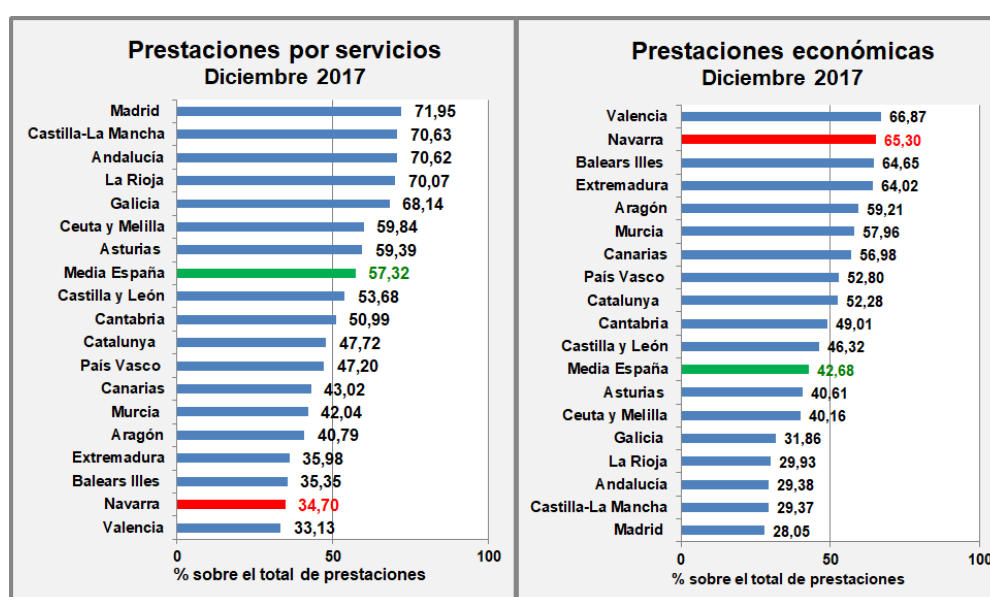 Prestaciones por servicios
Diciembre 2017
Madrid 71,95
Castilla-La Mancha 70,63
Andalucía 70,62
La Rioja 70,07
Galicia 68,14
Ceuta y Melilla 59,84
Asturias 59,39
Media España 57,32
Castilla y León 53,68
Cantabria 50,99
Catalunya 47,72
País Vasco 47,20
Canarias 43,02
Murcia 42,04
Aragón 40,79
Extremadura 35,98
Balears Illes 35,35
Navarra 34,70
Valencia 33,13
0 50 100
% sobre el total de prestaciones
Prestaciones económicas
Diciembre 2017
Valencia 66,87
Navarra 65,30
Balears Illes 64,65
Extremadura 64,02
Aragón 59,21
Murcia 57,96
Canarias 56,98
País Vasco 52,80
Catalunya 52,28
Cantabria 49,01
Castilla y León 46,32
Media España 42,68
Asturias 40,61
Ceuta y Melilla 40,16
Galicia 31,86
La Rioja 29,93
Andalucía 29,38
Castilla-La Mancha 29,37
Madrid 28,05
0 50 100
% sobre el total de prestaciones